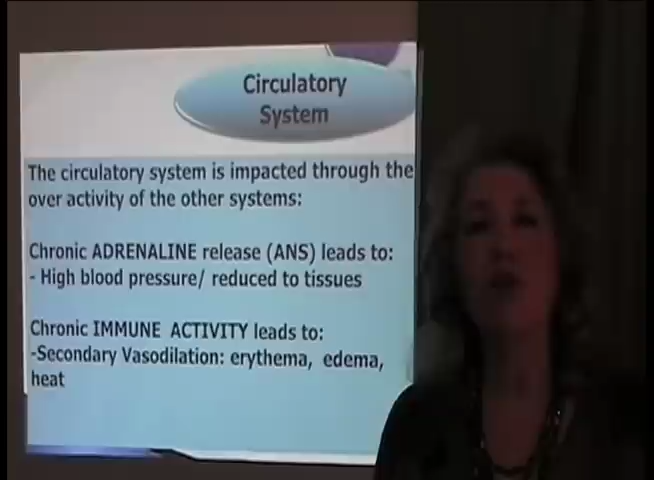 Circulatory
System
The circulatory system is impacted through the
over activity of the other systems:
Chronic ADRENALINE release (ANS) leads to:
- High blood pressure/ reduced to tissues
Chronic IMMUNE ACTIVITY leads to:
-Secondary Vasodilation: erythema, edema,
heat